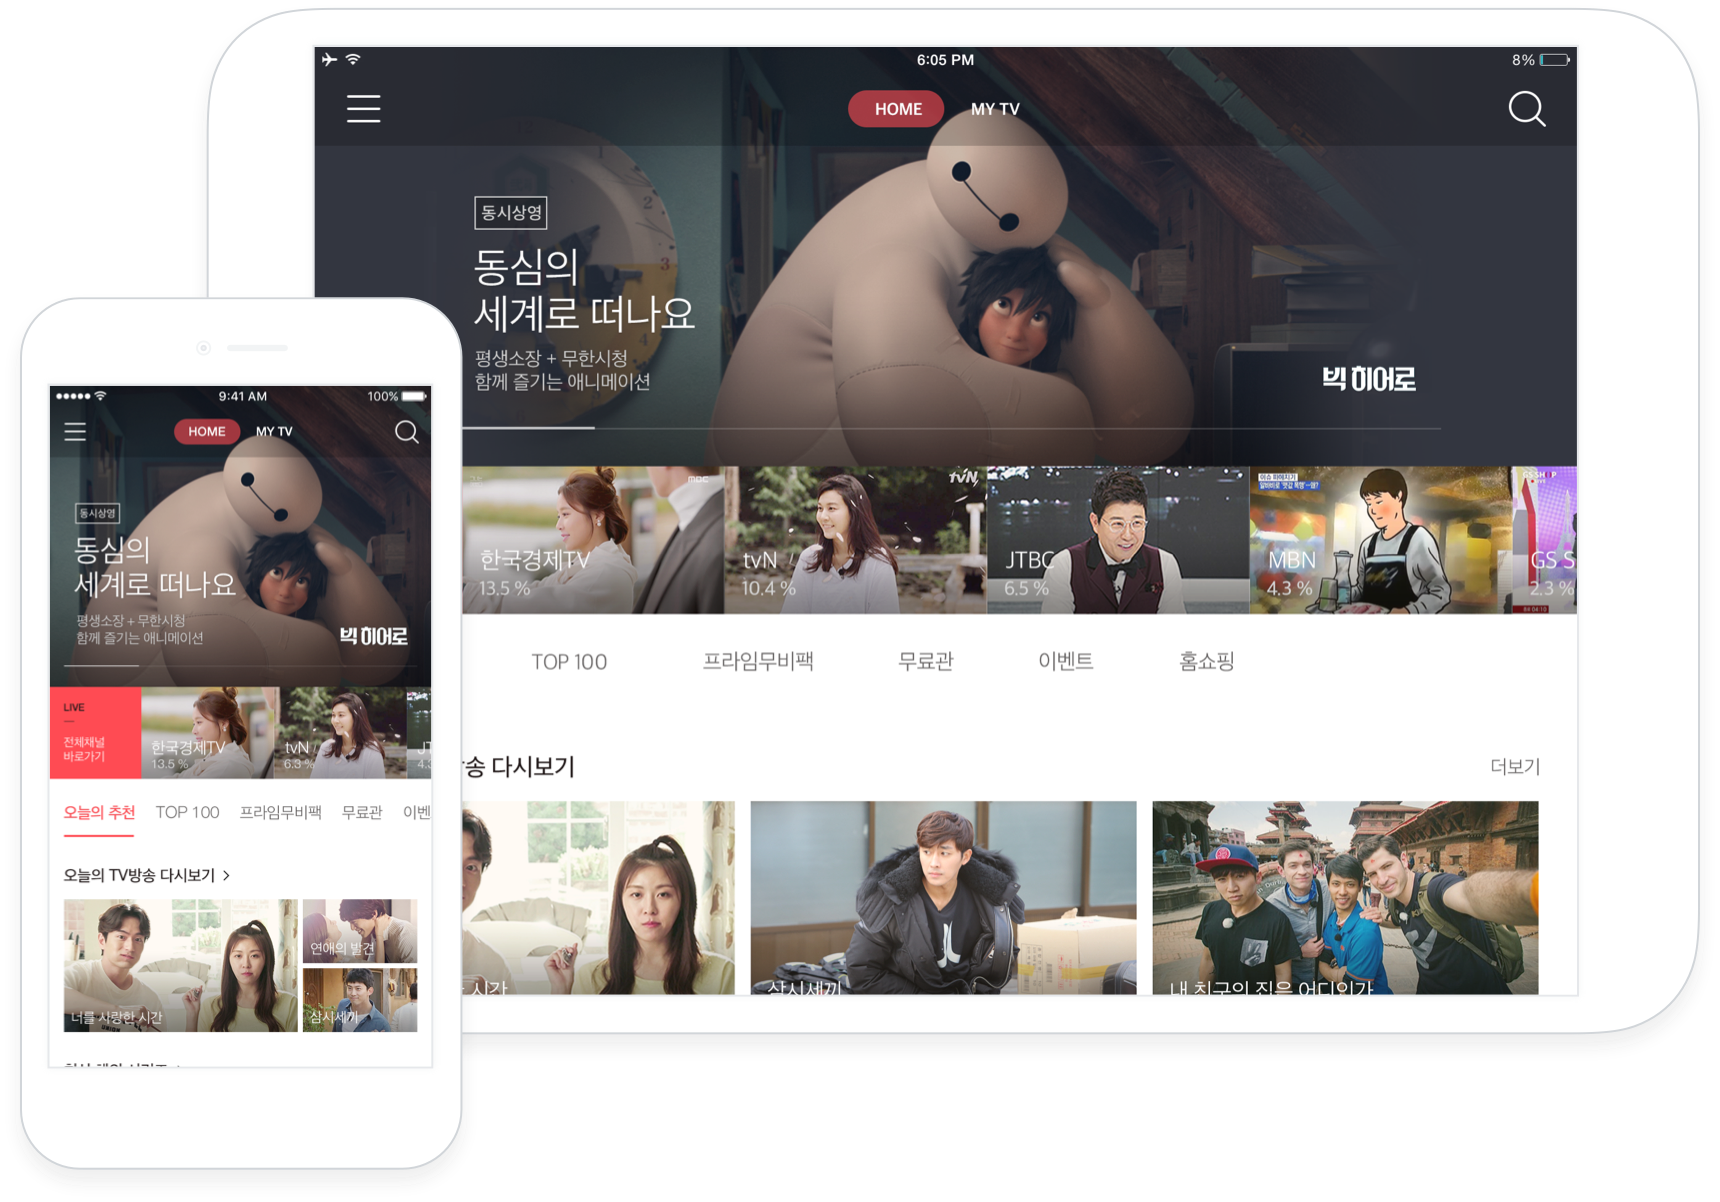 6:05 PM
8%
HOME
MY TV
동시상영
동심의
세계로 떠나요
평생소장 + 무한시청
함께 즐기는 애니메이션
빅 히어로
mbc
tvN
GS SHOP
한국경제TV
13.5 %
tvN
10.4 %
JTBC
6.5 %
MBN
4.3 %
GS S
2.3 %
TOP 100
프라임무비팩
무료관
이벤트
홈쇼핑
송 다시보기
더보기
시간
삼시세끼
내 친구의 집은 어디인가
9:41 AM
100%
HOME
MY TV
동시상영
동심의
세계로 떠나요
평생소장 + 무한시청
함께 즐기는 애니메이션
빅 히어로
LIVE
전체채널
바로가기
한국경제TV
13.5 %
tvN
6.3 %
JT
4.3
오늘의 추천
TOP 100
프라임무비팩
무료관
이벤
오늘의 TV방송 다시보기 >
너를 사랑한 시간
연애의 발견
삼시세끼